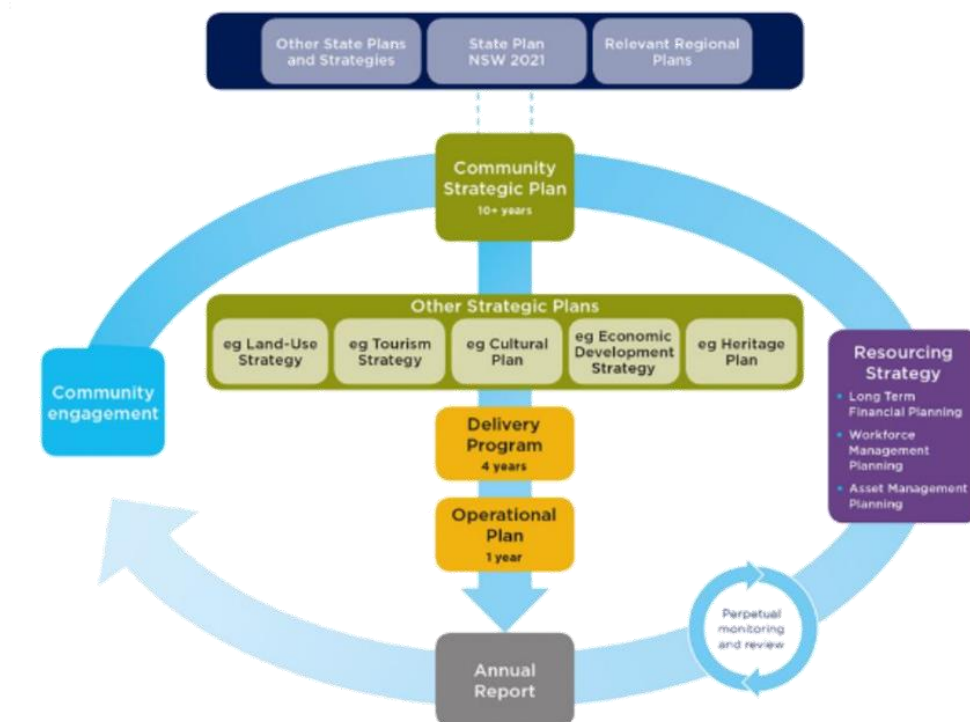 Other State Plans
and Strategies
State Plan
NSW 2021
Relevant Regional
Plans
Community
Strategic Plan
10+ years
Other Strategic Plans
eg Land-Use
Strategy
eg Tourism
Strategy
eg Cultural
Plan
eg Economic
Development
Strategy
eg Heritage
Plan
Community
engagement
Resourcing
Strategy
• Long Term
Financial Planning
• Workforce
Management
Planning
• Asset Management
Planning
Delivery
Program
4 years
Operational
Plan
1 year
Perpetual
monitoring
and review
Annual
Report